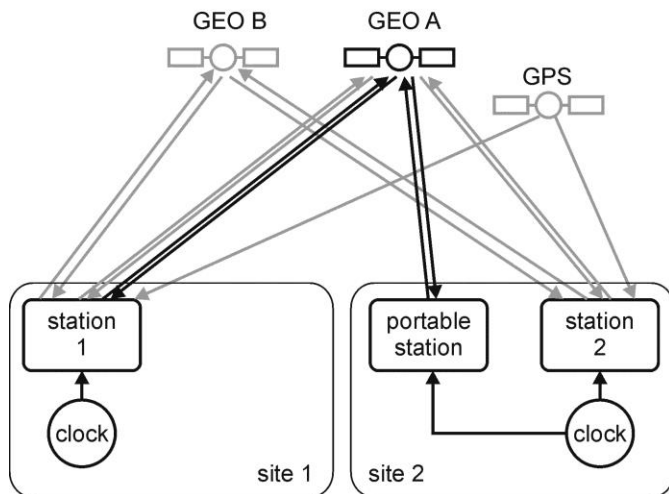 GEO B
GEO A
GPS
station
1
portable
station
station
2
clock
clock
site 1
site 2